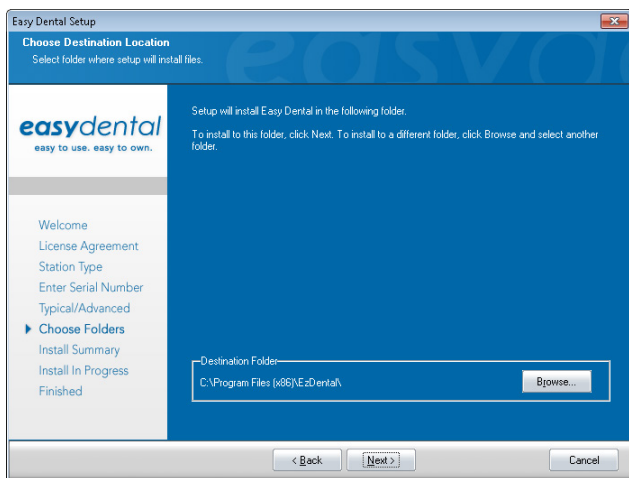 Easy Dental Setup
Choose Destination Location
Select folder where setup will install files.
easydental
easy to use. easy to own.
Setup will install Easy Dental in the following folder.
To install to this folder, click Next. To install to a different folder, click Browse and select another
folder.
Welcome
License Agreement
Station Type
Enter Serial Number
Typical/Advanced
Choose Folders
Install Summary
Install In Progress
Finished
Destination Folder
C:\Program Files (x86)\EzDental\
Browse...
< Back
Next >
Cancel